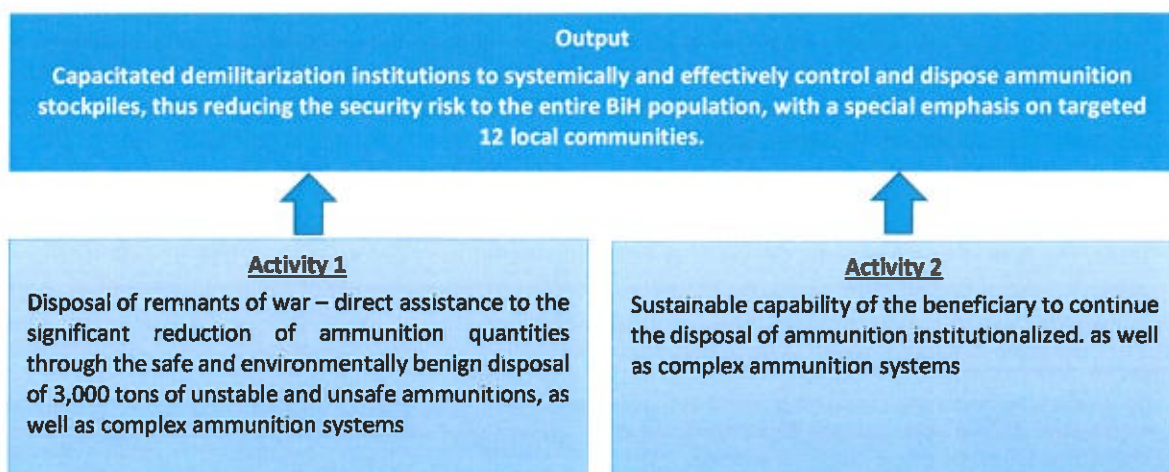 Output
Capacitated demilitarization institutions to systemically and effectively control and dispose ammunition
stockpiles, thus reducing the security risk to the entire BiH population, with a special emphasis on targeted
12 local communities.
Activity 1
Disposal of remnants of war – direct assistance to the
significant reduction of ammunition quantities
through the safe and environmentally benign disposal
of 3,000 tons of unstable and unsafe ammunitions, as
well as complex ammunition systems
Activity 2
Sustainable capability of the beneficiary to continue
the disposal of ammunition institutionalized. as well
as complex ammunition systems